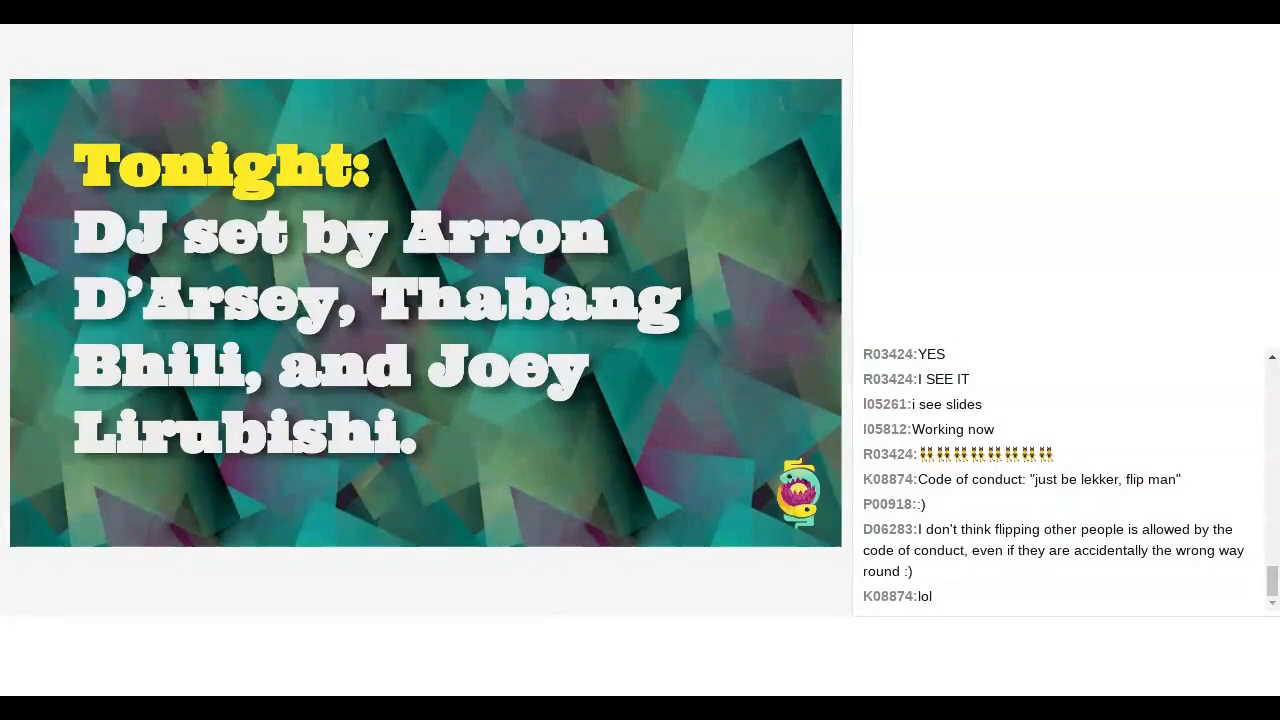 Tonight:
DJ set by Arron
D’Arsey, Thabang
Bhili, and Joey
Lirubishi.
R03424:YES
R03424:I SEE IT
l05261:i see slides
I05812:Working now
R03424:👯👯👯👯👯👯👯👯
K08874:Code of conduct: "just be lekker, flip man"
P00918::)
D06283:I don't think flipping other people is allowed by the
code of conduct, even if they are accidentally the wrong way
round :)
K08874:lol